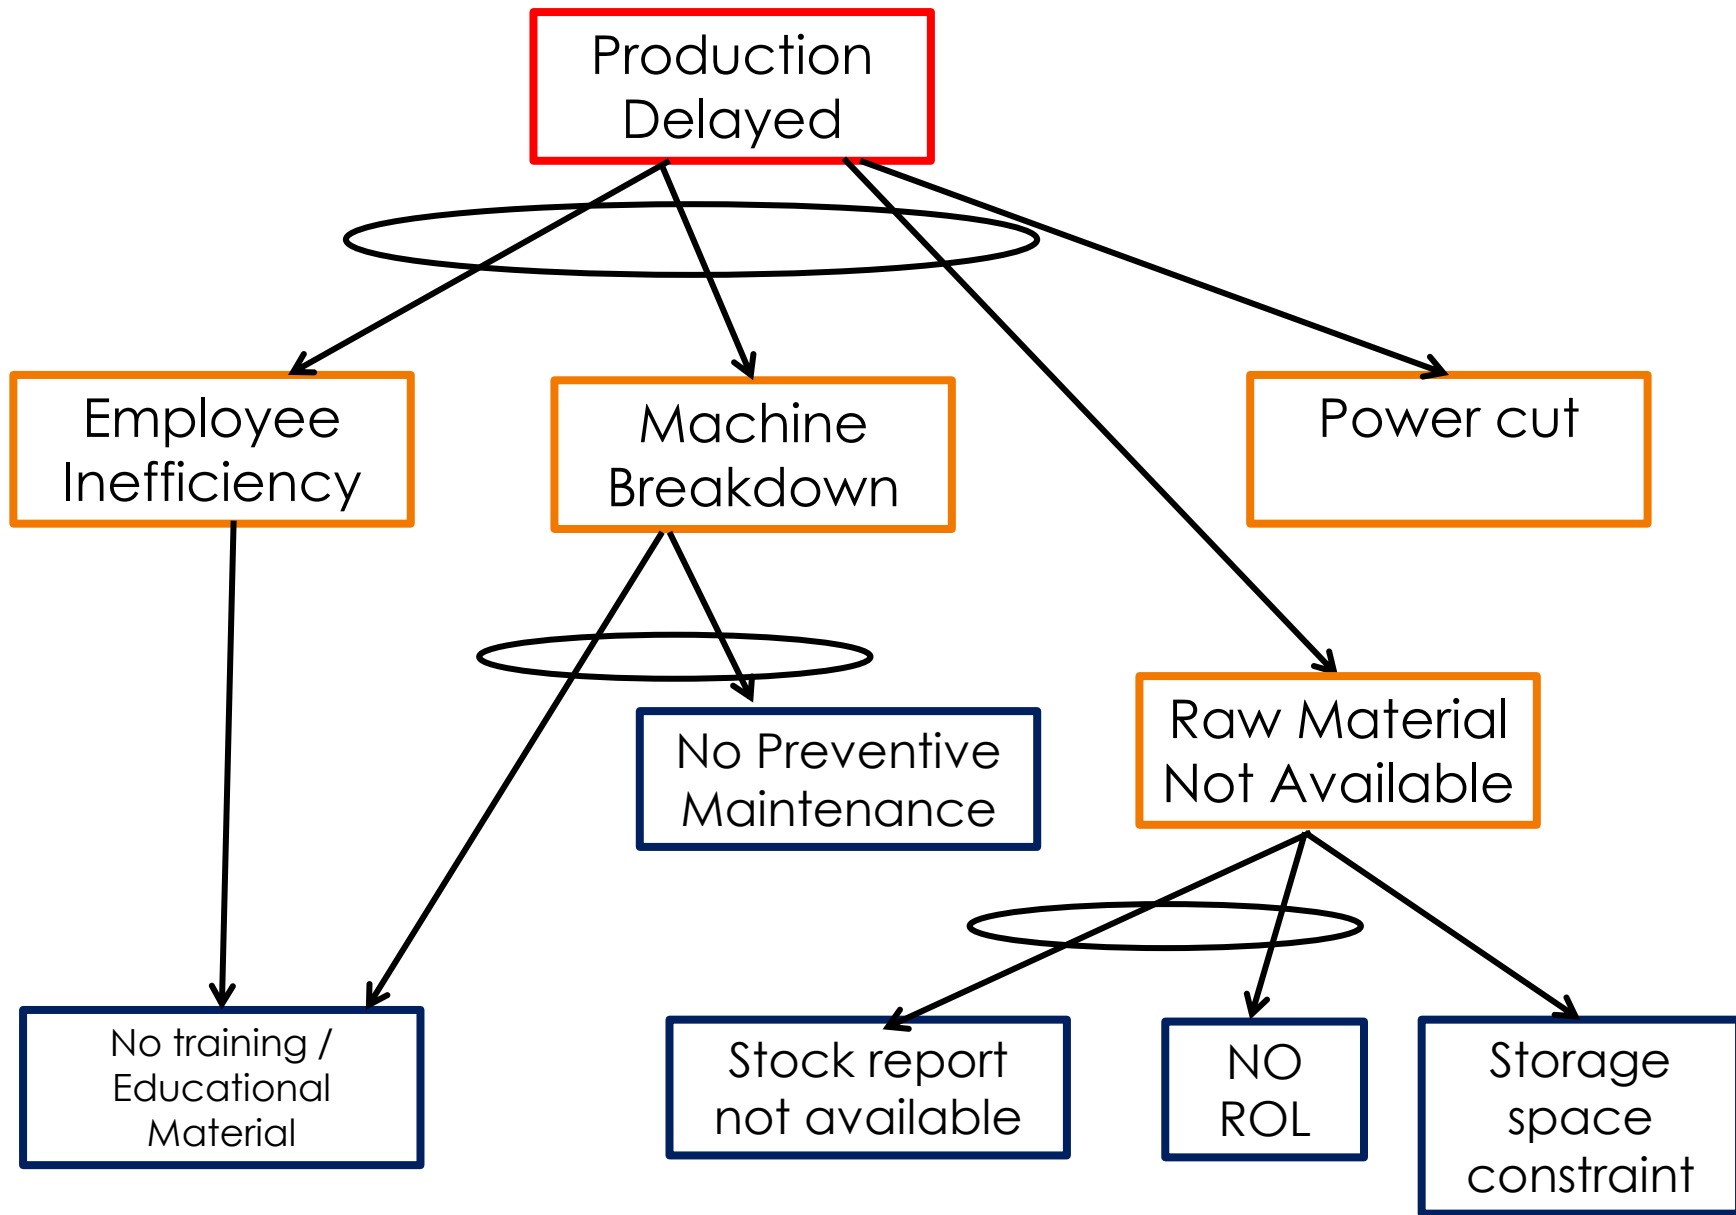 Production
Delayed
Employee
Inefficiency
Machine
Breakdown
Power cut
No Preventive
Maintenance
Raw Material
Not Available
No training /
Educational
Material
Stock report
not available
NO
ROL
Storage
space
constraint